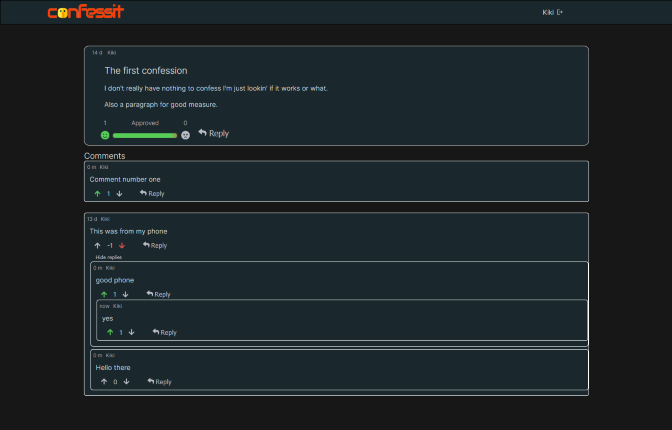 confessit
Kiki
14 d Kiki
The first confession
I don't really have nothing to confess I'm just lookin' if it works or what.
Also a paragraph for good measure.
1 Approved 0
Reply
Comments
0 m Kiki
Comment number one
1 Reply
13 d Kiki
This was from my phone
-1 Reply
Hide replies
0 m Kiki
good phone
1 Reply
now Kiki
yes
1 Reply
0 m Kiki
Hello there
0 Reply